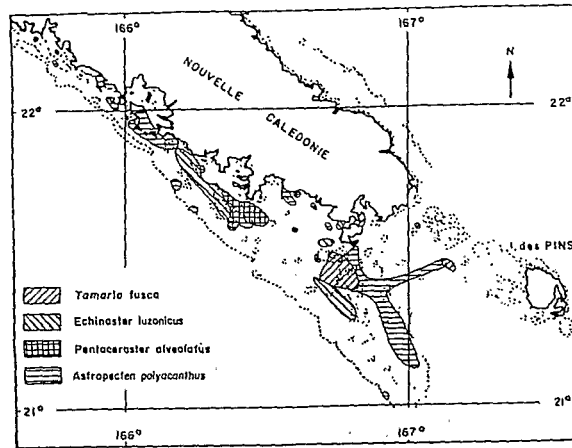 166° 167°
N
NOUVELLE
CALEDONIE
22° 22°
I. des PINS
Tamaria fusca
Echinaster luzonicus
Pentaceraster alveolatus
Astropecten polyacanthus
21° 21°
166° 167°